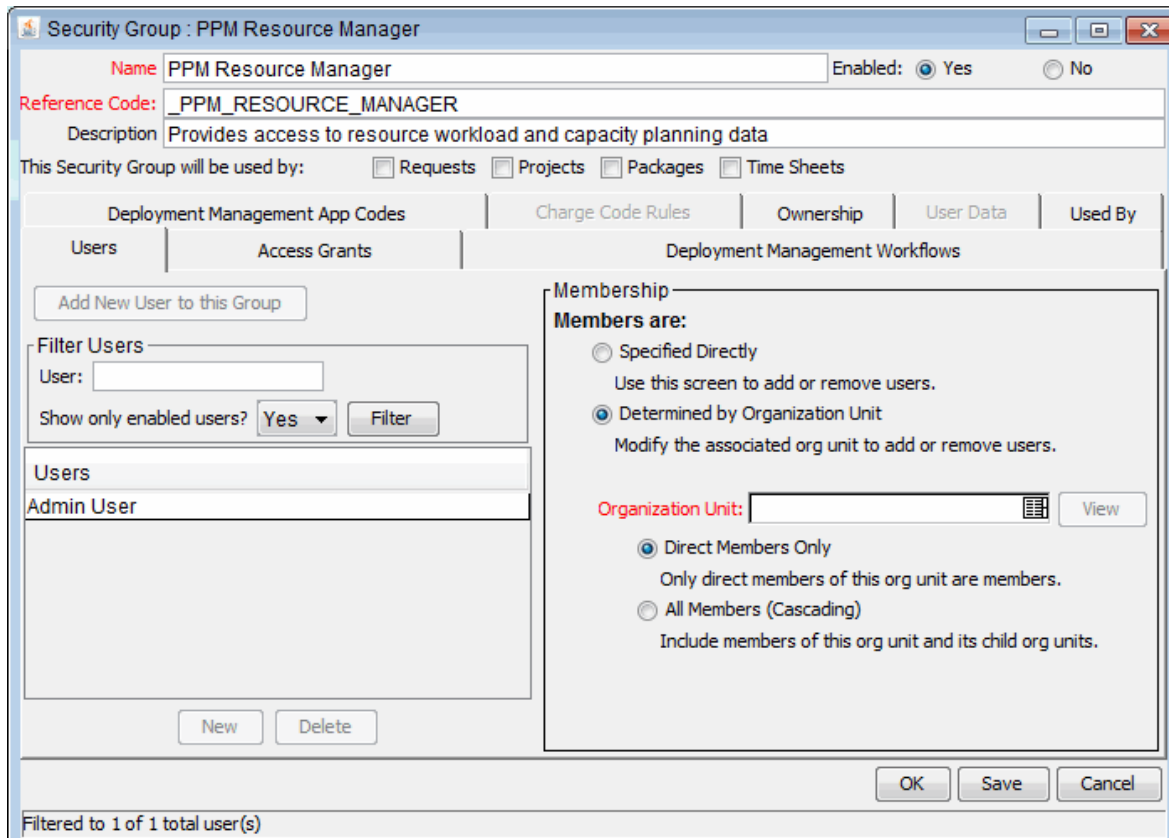 Security Group : PPM Resource Manager
Name PPM Resource Manager Enabled: Yes No
Reference Code: _PPM_RESOURCE_MANAGER
Description Provides access to resource workload and capacity planning data
This Security Group will be used by: Requests Projects Packages Time Sheets
Deployment Management App Codes Charge Code Rules Ownership User Data Used By
Users Access Grants Deployment Management Workflows
Add New User to this Group
Filter Users
User:
Show only enabled users? Yes Filter
Users
Admin User
New Delete
Membership
Members are:
Specified Directly
Use this screen to add or remove users.
Determined by Organization Unit
Modify the associated org unit to add or remove users.
Organization Unit: View
Direct Members Only
Only direct members of this org unit are members.
All Members (Cascading)
Include members of this org unit and its child org units.
OK Save Cancel
Filtered to 1 of 1 total user(s)